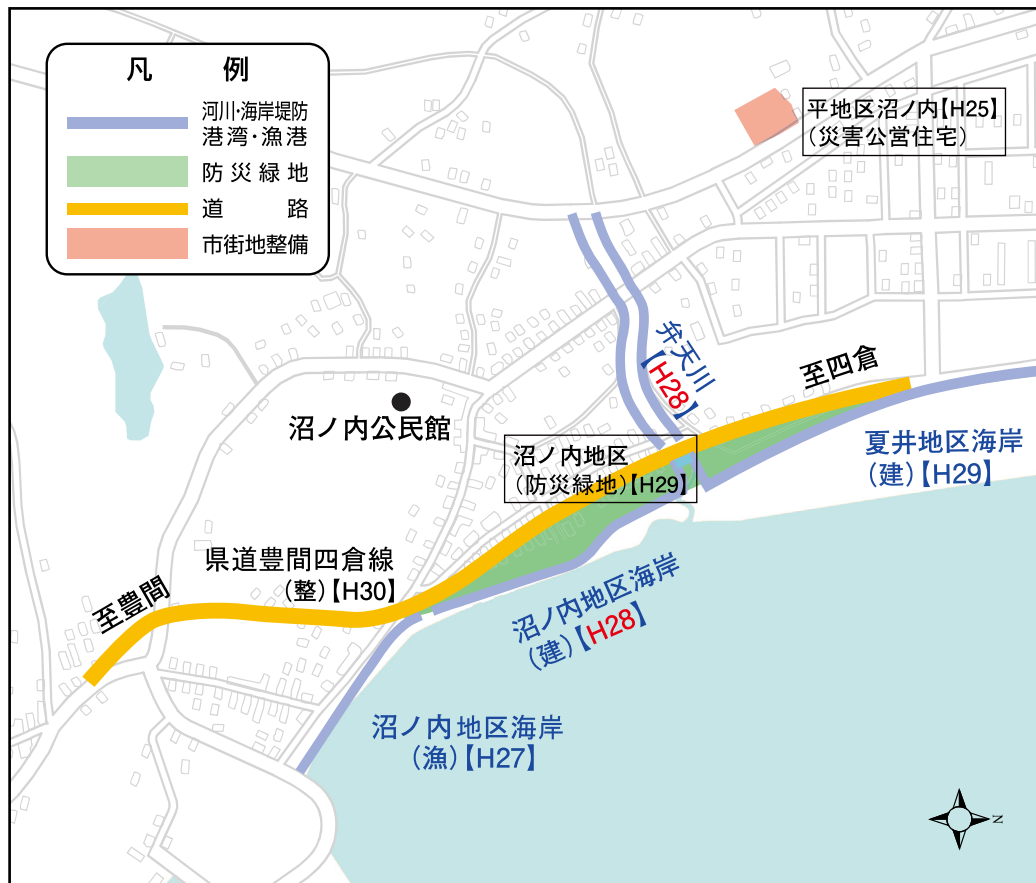 凡 例
河川・海岸堤防
港湾・漁港
防災緑地
道 路
市街地整備
平地区沼ノ内【H25】
(災害公営住宅)
弁天川
【H28】
至四倉
沼ノ内公民館
沼ノ内地区
(防災緑地)【H29】
夏井地区海岸
(建)【H29】
県道豊間四倉線
(整)【H30】
至豊間
沼ノ内地区海岸
(建)【H28】
沼ノ内地区海岸
(漁)【H27】
N